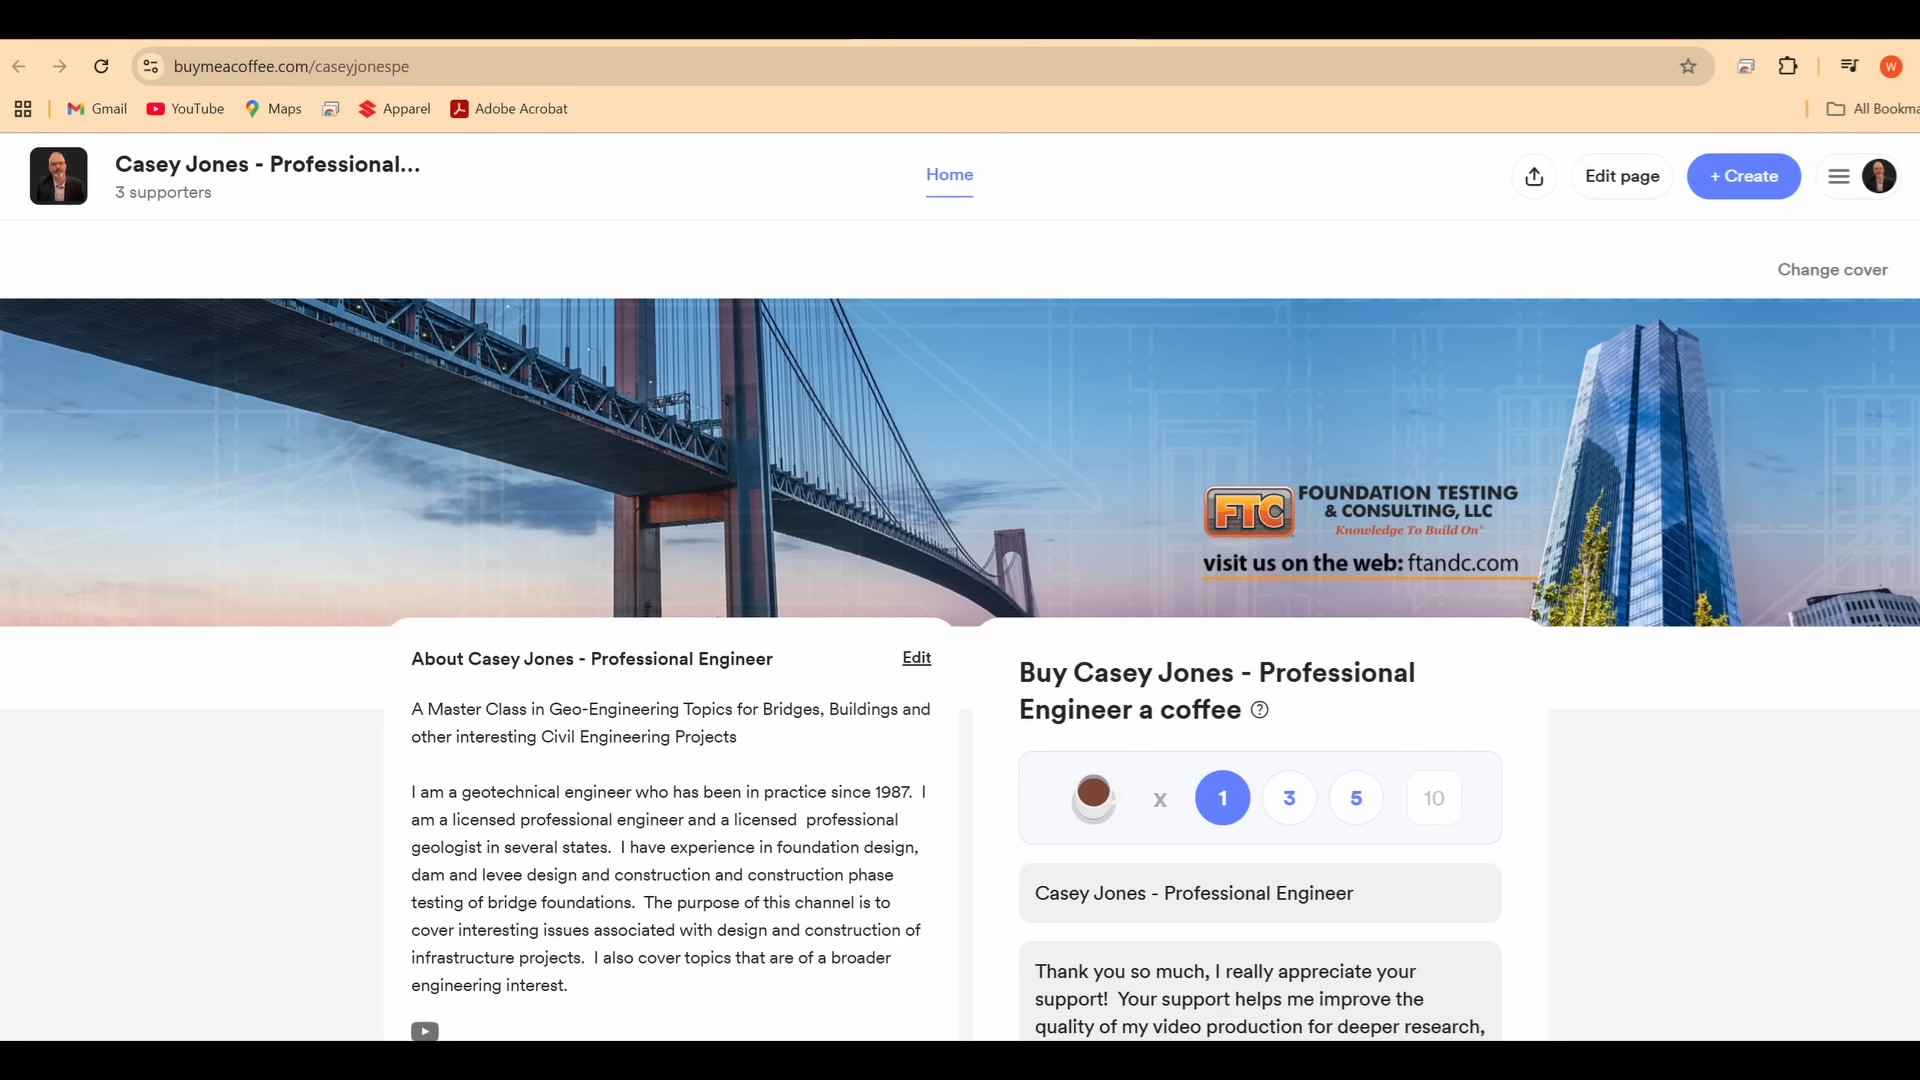 buymeacoffee.com/caseyjonespe
W
Gmail
YouTube
Maps
Apparel
Adobe Acrobat
All Bookma
Casey Jones - Professional...
3 supporters
Home
Edit page
+ Create
Change cover
FTC
FOUNDATION TESTING
& CONSULTING, LLC
Knowledge To Build On®
visit us on the web: ftandc.com
About Casey Jones - Professional Engineer
Edit
A Master Class in Geo-Engineering Topics for Bridges, Buildings and
other interesting Civil Engineering Projects
I am a geotechnical engineer who has been in practice since 1987.  I
am a licensed professional engineer and a licensed  professional
geologist in several states.  I have experience in foundation design,
dam and levee design and construction and construction phase
testing of bridge foundations.  The purpose of this channel is to
cover interesting issues associated with design and construction of
infrastructure projects.  I also cover topics that are of a broader
engineering interest.
Buy Casey Jones - Professional
Engineer a coffee ?
x 1 3 5 10
Casey Jones - Professional Engineer
Thank you so much, I really appreciate your
support!  Your support helps me improve the
quality of my video production for deeper research,